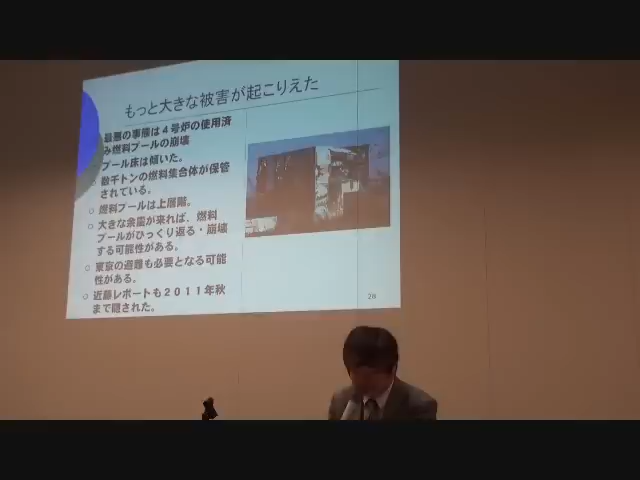 もっと大きな被害が起こりえた
最悪の事態は4号炉の使用済
み燃料プールの崩壊
プール床は傾いた。
○ 数千トンの燃料集合体が保管
されている。
○ 燃料プールは上層階。
○ 大きな余震が来れば、燃料
プールがひっくり返る・崩壊
する可能性がある。
○ 東京の避難も必要となる可能
性がある。
○ 近藤レポートも2011年秋
まで隠された。
20